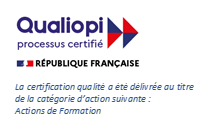 Qualiopi
processus certifié
RÉPUBLIQUE FRANÇAISE
La certification qualité a été délivrée au titre
de la catégorie d'action suivante :
Actions de Formation